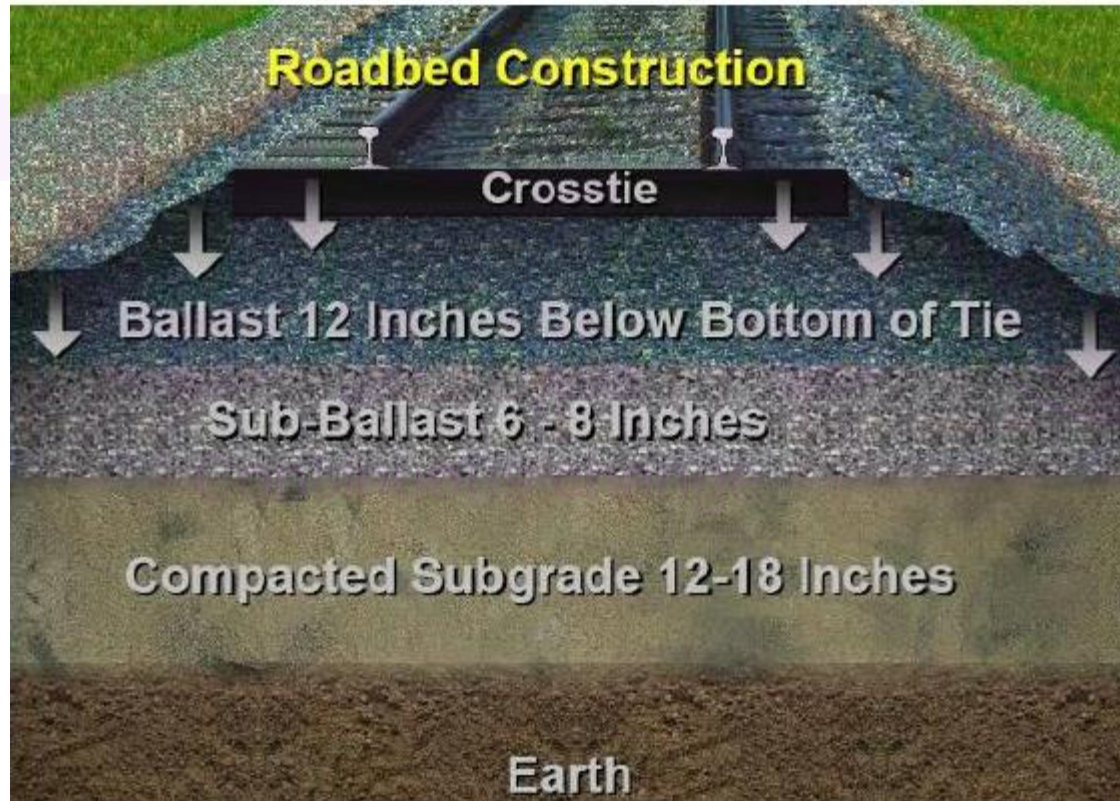 Roadbed Construction
Crosstie
Ballast 12 Inches Below Bottom of Tie
Sub-Ballast 6 - 8 Inches
Compacted Subgrade 12-18 Inches
Earth